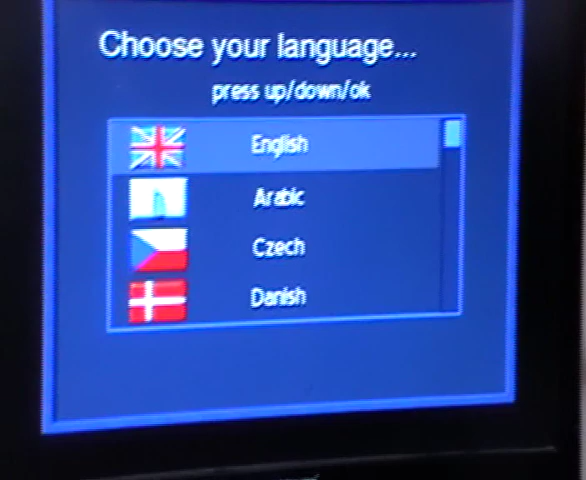 Choose your language...
press up/down/ok
English
Arabic
Czech
Danish